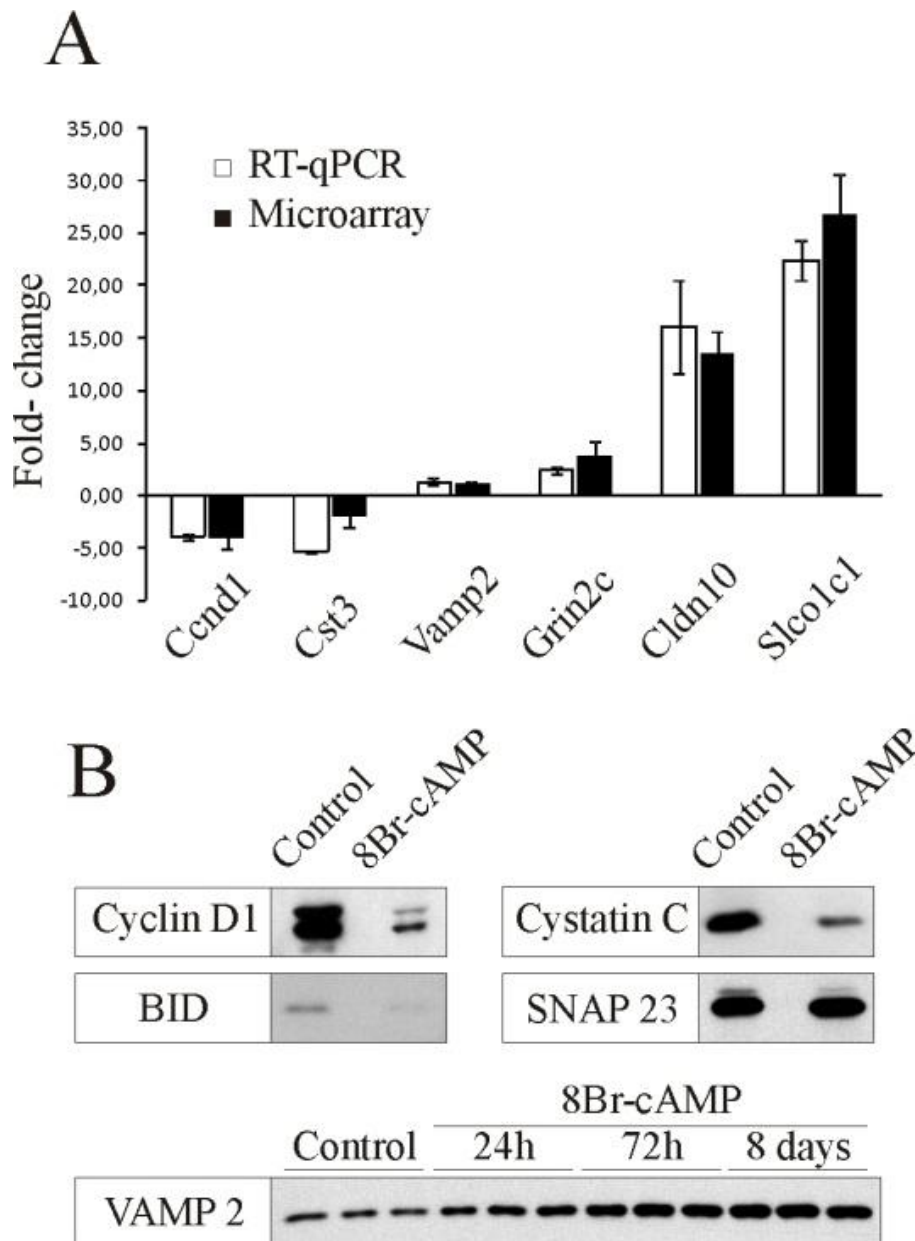 A
35,00
30,00
25,00
20,00
15,00
10,00
5,00
0,00
-5,00
-10,00
Fold- change
RT-qPCR
Microarray
Ccnd1
Cst3
Vamp2
Grin2c
Cldn10
Slco1c1
B
Control 8Br-cAMP
Cyclin D1
BID
Control 8Br-cAMP
Cystatin C
SNAP 23
8Br-cAMP
Control 24h 72h 8 days
VAMP 2